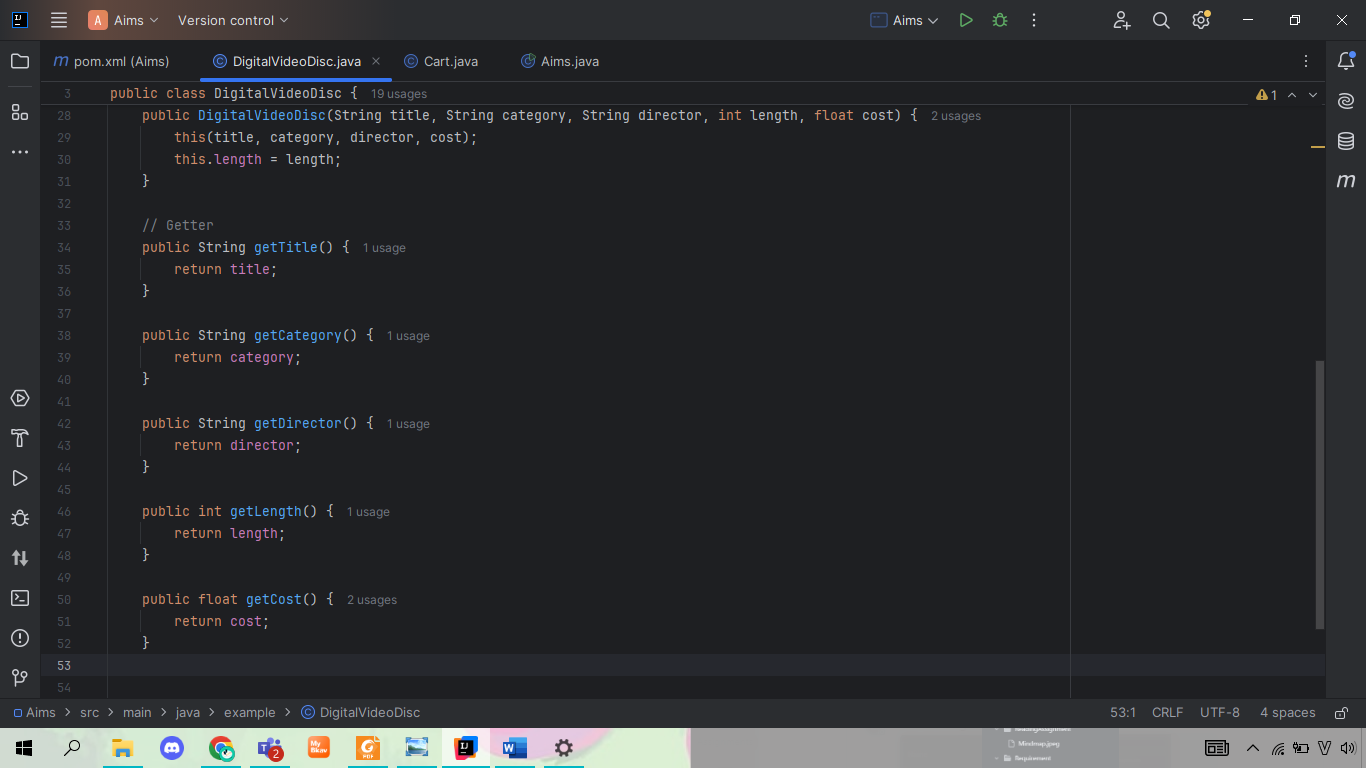 A Aims Version control Aims
pom.xml (Aims) DigitalVideoDisc.java Cart.java Aims.java
3 public class DigitalVideoDisc { 19 usages 1
28 public DigitalVideoDisc(String title, String category, String director, int length, float cost) { 2 usages
29 this(title, category, director, cost);
30 this.length = length;
31 }
32
33 // Getter
34 public String getTitle() { 1 usage
35 return title;
36 }
37
38 public String getCategory() { 1 usage
39 return category;
40 }
41
42 public String getDirector() { 1 usage
43 return director;
44 }
45
46 public int getLength() { 1 usage
47 return length;
48 }
49
50 public float getCost() { 2 usages
51 return cost;
52 }
53
54
Aims > src > main > java > example > DigitalVideoDisc 53:1 CRLF UTF-8 4 spaces
Mindmap.jpeg
Requirement